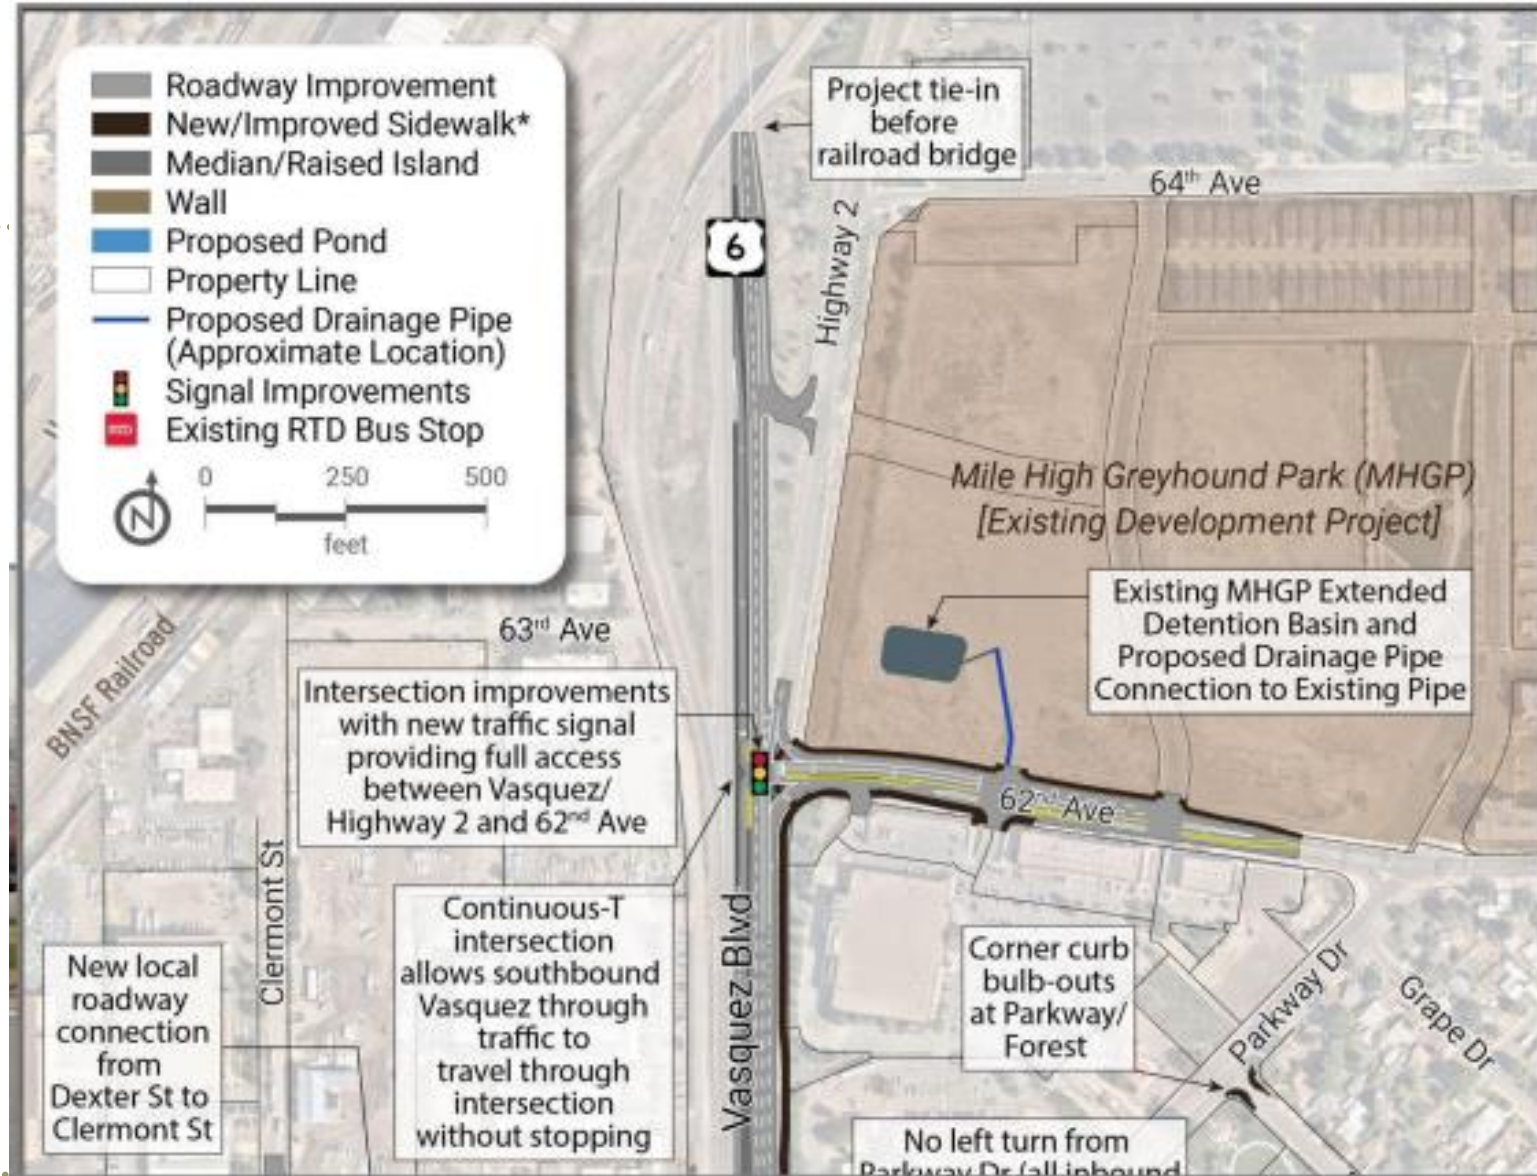 Roadway Improvement
New/Improved Sidewalk*
Median/Raised Island
Wall
Proposed Pond
Property Line
Proposed Drainage Pipe
(Approximate Location)
Signal Improvements
RTD
Existing RTD Bus Stop
0 250 500
N
feet
Project tie-in
before
railroad bridge
64th Ave
6
Highway 2
Mile High Greyhound Park (MHGP)
[Existing Development Project]
Existing MHGP Extended
Detention Basin and
Proposed Drainage Pipe
Connection to Existing Pipe
63rd Ave
BNSF Railroad
Intersection improvements
with new traffic signal
providing full access
between Vasquez/
Highway 2 and 62nd Ave
62nd Ave
Clermont St
Continuous-T
intersection
allows southbound
Vasquez through
traffic to
travel through
intersection
without stopping
Vasquez Blvd
New local
roadway
connection
from
Dexter St to
Clermont St
Corner curb
bulb-outs
at Parkway/
Forest
Parkway Dr
Grape Dr
No left turn from
Parkway Dr (all inbound